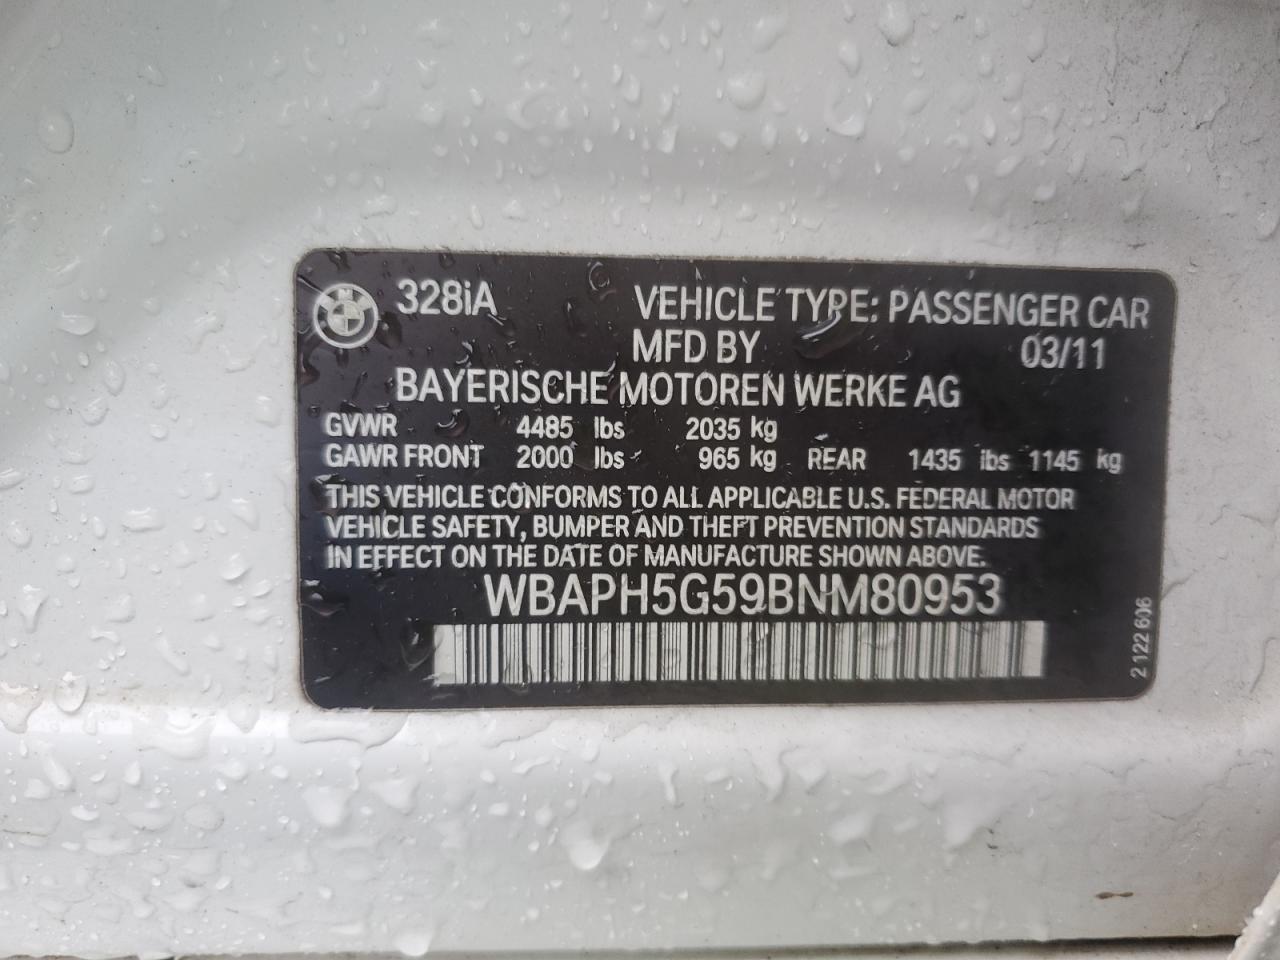 328iA VEHICLE TYPE: PASSENGER CAR
MFD BY 03/11
BAYERISCHE MOTOREN WERKE AG
GVWR 4485 lbs 2035 kg
GAWR FRONT 2000 lbs 965 kg REAR 1435 lbs 1145 kg
THIS VEHICLE CONFORMS TO ALL APPLICABLE U.S. FEDERAL MOTOR
VEHICLE SAFETY, BUMPER AND THEFT PREVENTION STANDARDS
IN EFFECT ON THE DATE OF MANUFACTURE SHOWN ABOVE.
WBAPH5G59BNM80953
2 122 606